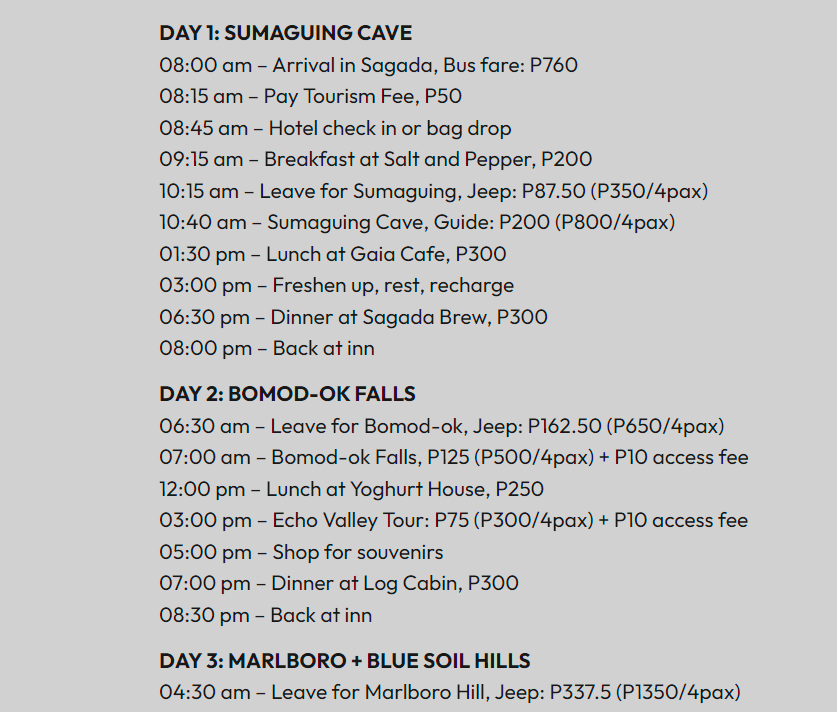 DAY 1: SUMAGUING CAVE
08:00 am – Arrival in Sagada, Bus fare: P760
08:15 am – Pay Tourism Fee, P50
08:45 am – Hotel check in or bag drop
09:15 am – Breakfast at Salt and Pepper, P200
10:15 am – Leave for Sumaguing, Jeep: P87.50 (P350/4pax)
10:40 am – Sumaguing Cave, Guide: P200 (P800/4pax)
01:30 pm – Lunch at Gaia Cafe, P300
03:00 pm – Freshen up, rest, recharge
06:30 pm – Dinner at Sagada Brew, P300
08:00 pm – Back at inn
DAY 2: BOMOD-OK FALLS
06:30 am – Leave for Bomod-ok, Jeep: P162.50 (P650/4pax)
07:00 am – Bomod-ok Falls, P125 (P500/4pax) + P10 access fee
12:00 pm – Lunch at Yoghurt House, P250
03:00 pm – Echo Valley Tour: P75 (P300/4pax) + P10 access fee
05:00 pm – Shop for souvenirs
07:00 pm – Dinner at Log Cabin, P300
08:30 pm – Back at inn
DAY 3: MARLBORO + BLUE SOIL HILLS
04:30 am – Leave for Marlboro Hill, Jeep: P337.5 (P1350/4pax)